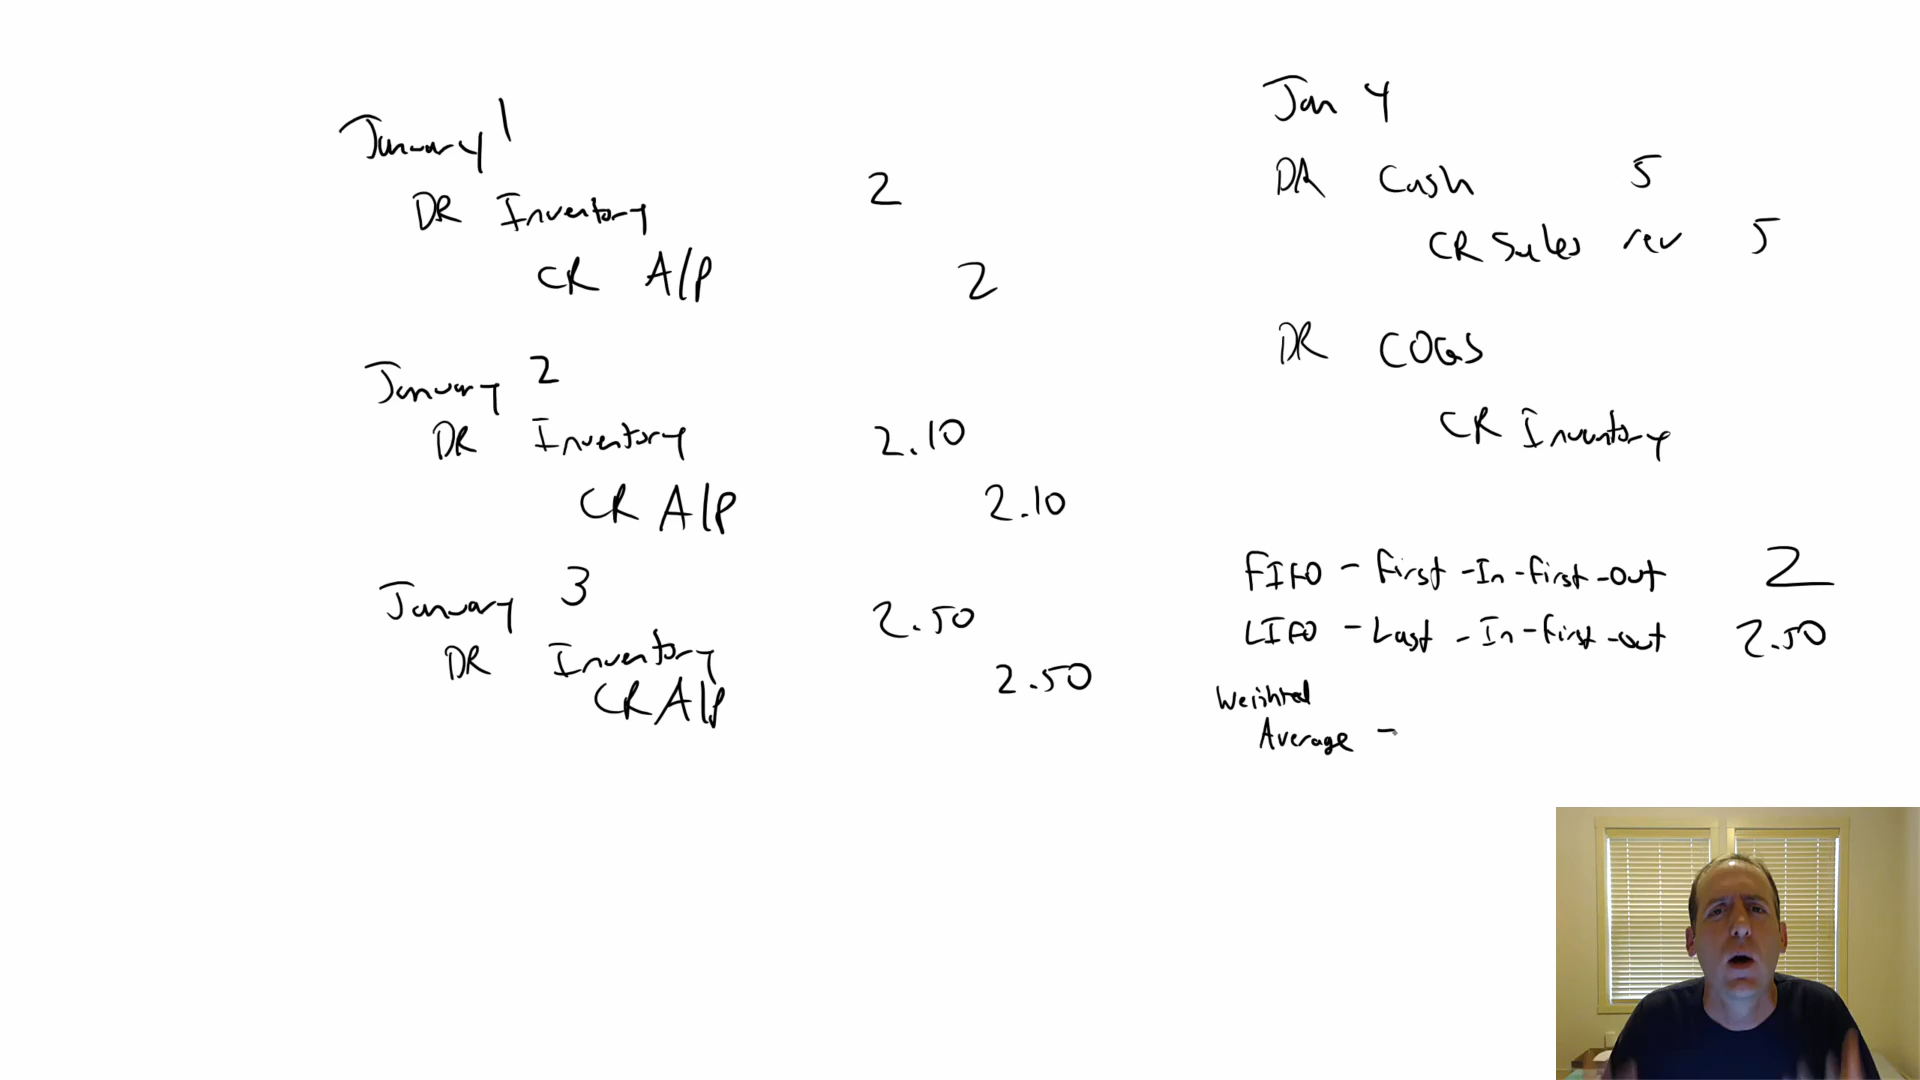 January 1
DR Inventory 2
CR A/P 2
January 2
DR Inventory 2.10
CR A/P 2.10
January 3
DR Inventory 2.50
CR A/P 2.50
Jan 4
DR Cash 5
CR Sales rev 5
DR COGS
CR Inventory
FIFO - First-In-First-Out 2
LIFO - Last-In-First-out 2.50
Weighted
Average -